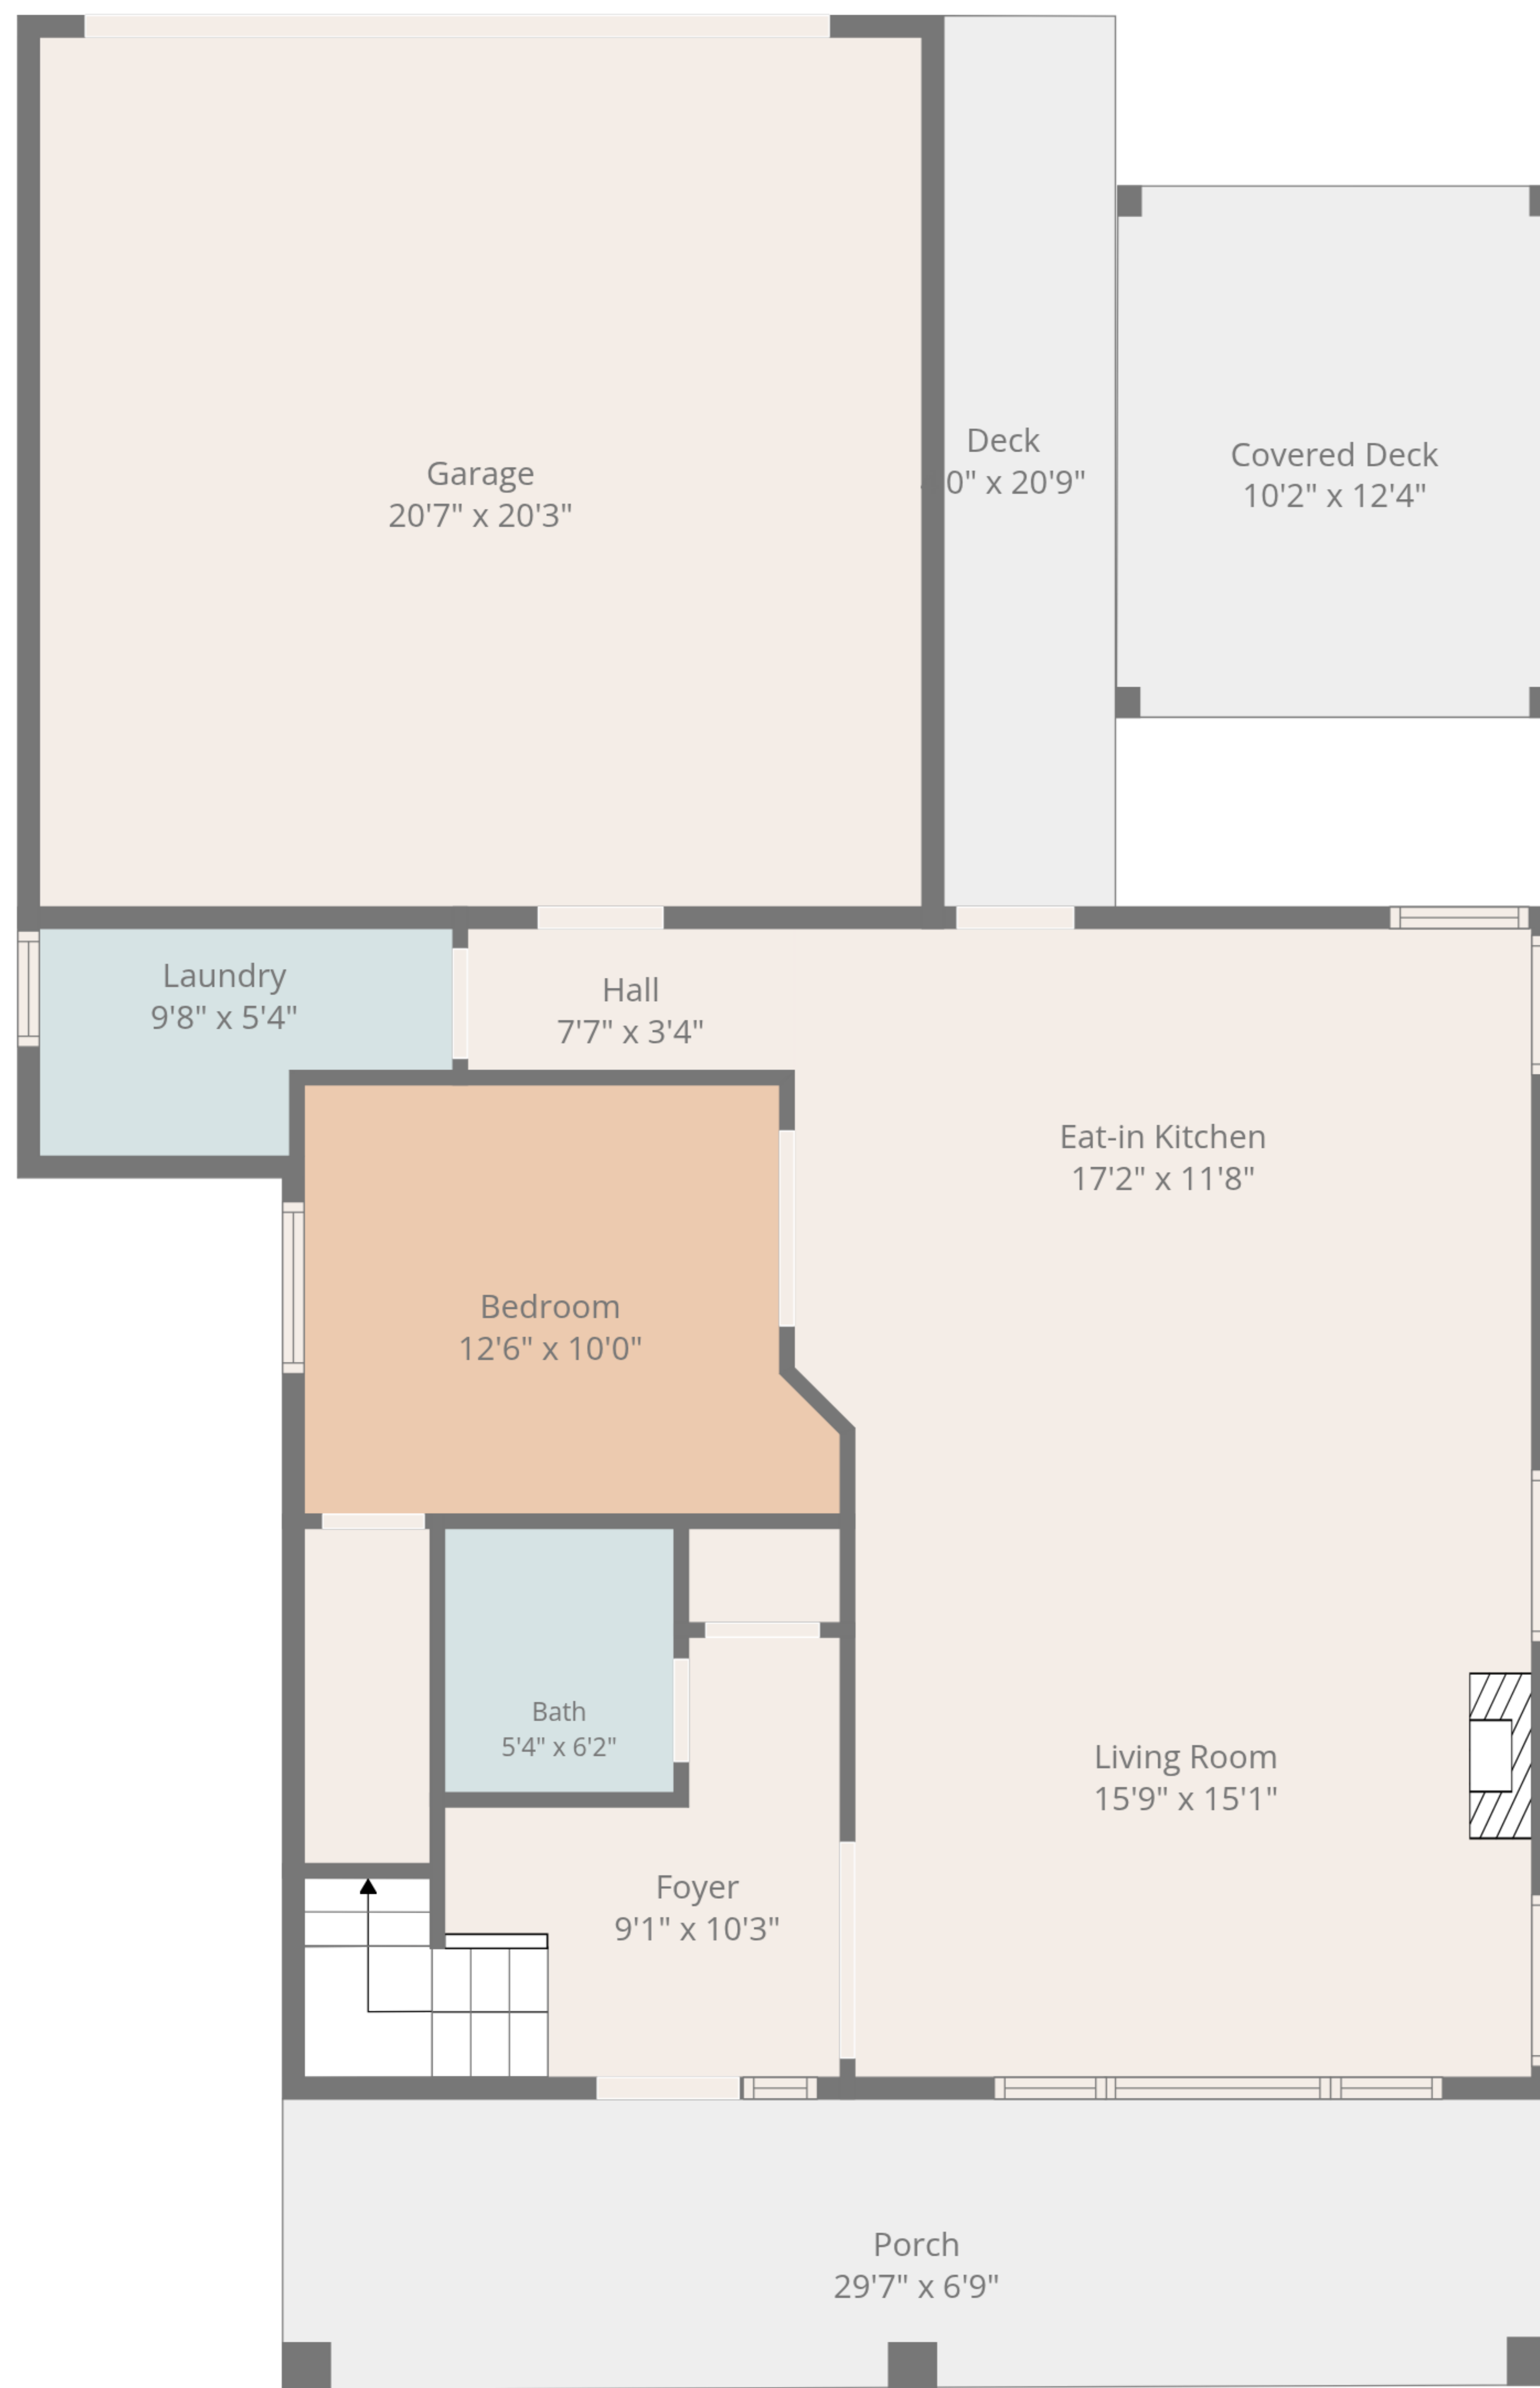 Deck
0" x 20'9"
Covered Deck
10'2" x 12'4"
Garage
20'7" x 20'3"
Laundry
9'8" x 5'4"
Hall
7'7" x 3'4"
Eat-in Kitchen
17'2" x 11'8"
Bedroom
12'6" x 10'0"
Bath
5'4" x 6'2"
Living Room
15'9" x 15'1"
Foyer
9'1" x 10'3"
Porch
29'7" x 6'9"